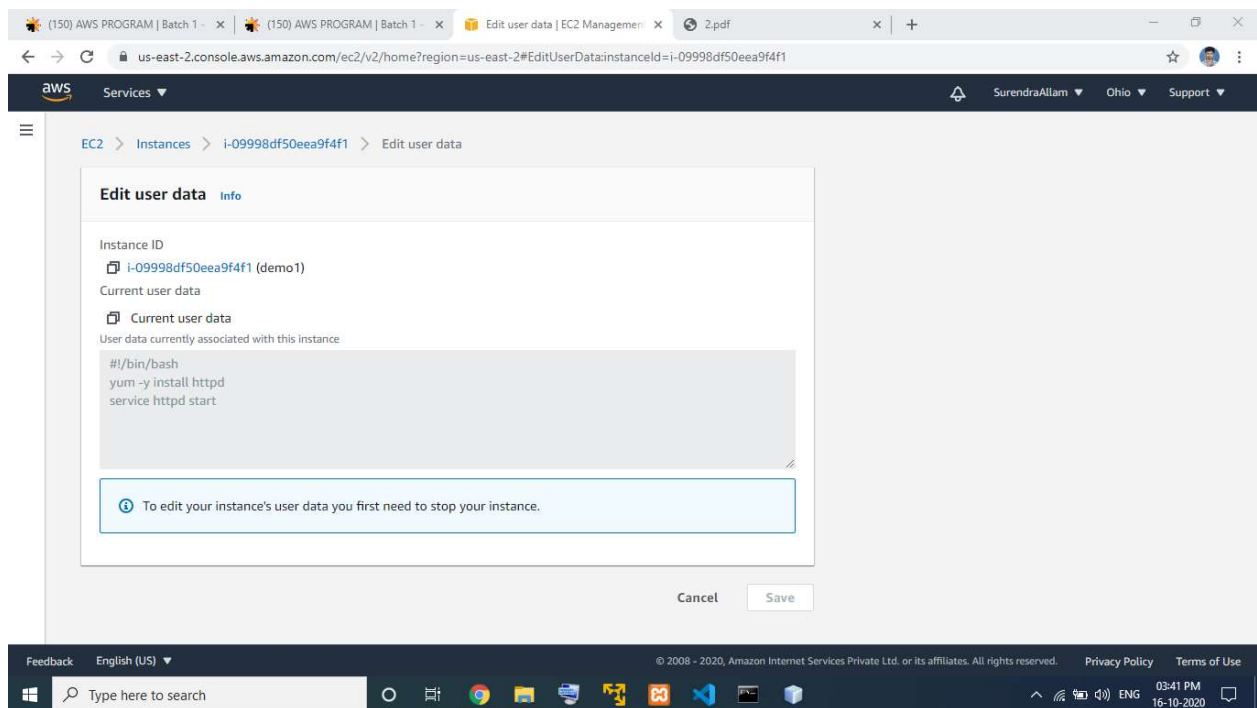 (150) AWS PROGRAM | Batch 1 -
(150) AWS PROGRAM | Batch 1 -
Edit user data | EC2 Managemen
2.pdf
us-east-2.console.aws.amazon.com/ec2/v2/home?region=us-east-2#EditUserData:instanceId=i-09998df50eea9f4f1
aws
Services
SurendraAllam
Ohio
Support
EC2 > Instances > i-09998df50eea9f4f1 > Edit user data
Edit user data Info
Instance ID
i-09998df50eea9f4f1 (demo1)
Current user data
Current user data
User data currently associated with this instance
#!/bin/bash
yum -y install httpd
service httpd start
To edit your instance's user data you first need to stop your instance.
Cancel
Save
Feedback
English (US)
© 2008 - 2020, Amazon Internet Services Private Ltd. or its affiliates. All rights reserved.
Privacy Policy
Terms of Use
Type here to search
ENG
03:41 PM
16-10-2020